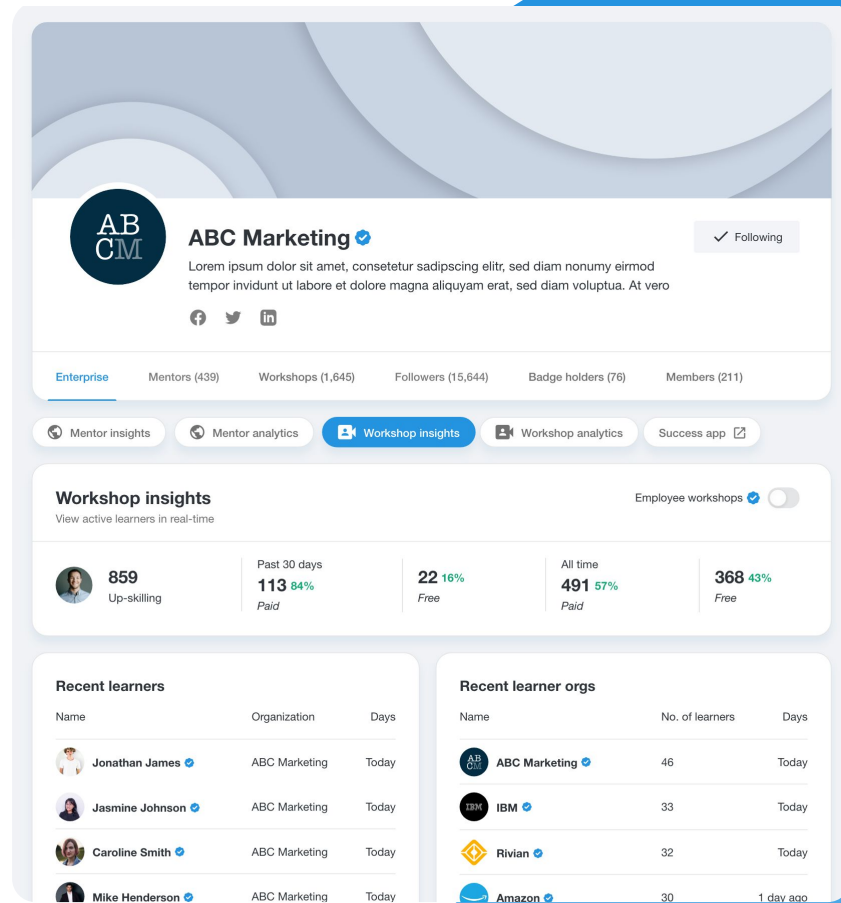 AB
CM
ABC Marketing
Following
Lorem ipsum dolor sit amet, consetetur sadipscing elitr, sed diam nonumy eirmod
tempor invidunt ut labore et dolore magna aliquyam erat, sed diam voluptua. At vero
Enterprise Mentors (439) Workshops (1,645) Followers (15,644) Badge holders (76) Members (211)
Mentor insights Mentor analytics Workshop insights Workshop analytics Success app
Workshop insights
Employee workshops
View active learners in real-time
Past 30 days All time
859 113 84% 22 16% 491 57% 368 43%
Up-skilling Paid Free Paid Free
Recent learners
Name Organization Days
Jonathan James ABC Marketing Today
Jasmine Johnson ABC Marketing Today
Caroline Smith ABC Marketing Today
Mike Henderson ABC Marketing Today
Recent learner orgs
Name No. of learners Days
AB
CM
ABC Marketing 46 Today
IBM IBM 33 Today
Rivian 32 Today
Amazon 30 1 day ago